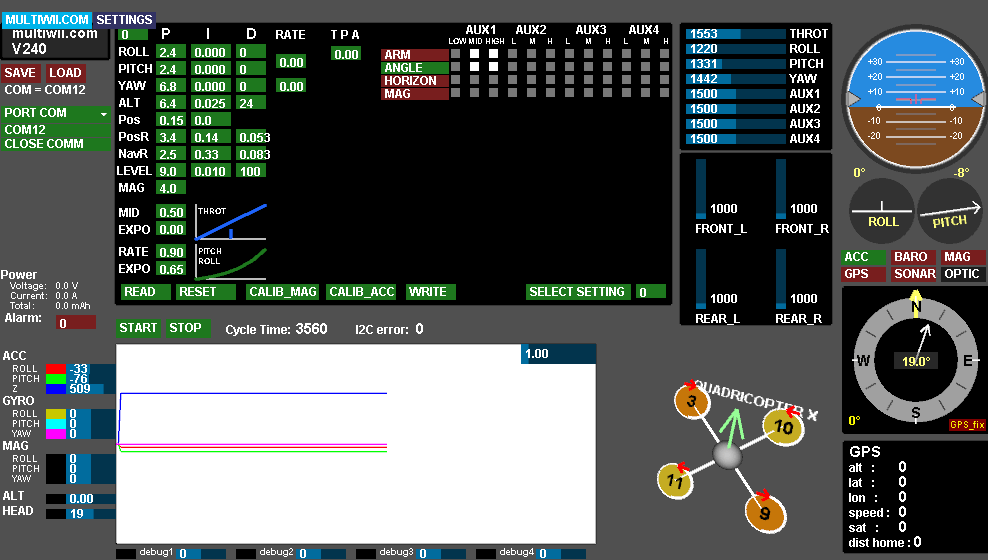 MULTIWII.COM SETTINGS
multiwii.com
V240
SAVE LOAD
COM = COM12
PORT COM
COM12
CLOSE COMM
Power
Voltage: 0.0 V
Current: 0.0 A
Total: 0.0 mAh
Alarm: 0
0 P I D RATE T P A
ROLL 2.4 0.000 0 0.00
PITCH 2.4 0.000 0 0.00
YAW 6.8 0.000 0 0.00
ALT 6.4 0.025 24
Pos 0.15 0.0
PosR 3.4 0.14 0.053
NavR 2.5 0.33 0.083
LEVEL 9.0 0.010 100
MAG 4.0
MID 0.50
EXPO 0.00
THROT
RATE 0.90
EXPO 0.65
PITCH
ROLL
AUX1 AUX2 AUX3 AUX4
LOW MID HIGH L M H L M H L M H
ARM
ANGLE
HORIZON
MAG
READ RESET CALIB_MAG CALIB_ACC WRITE SELECT SETTING 0
START STOP Cycle Time: 3560 I2C error: 0
1553 THROT
1220 ROLL
1331 PITCH
1442 YAW
1500 AUX1
1500 AUX2
1500 AUX3
1500 AUX4
1000 1000
FRONT_L FRONT_R
1000 1000
REAR_L REAR_R
+30 +30
+20 +20
+10 +10
0 0
-10 -10
-20 -20
0° -8°
ROLL PITCH
ACC BARO MAG
GPS SONAR OPTIC
N
W 19.0° E
S
0° GPS_fix
GPS
alt : 0
lat : 0
lon : 0
speed : 0
sat : 0
dist home : 0
ACC
ROLL -33
PITCH -76
Z 509
GYRO
ROLL 0
PITCH 0
YAW 0
MAG
ROLL 0
PITCH 0
YAW 0
ALT 0.00
HEAD 19
1.00
QUADRICOPTER X
3
10
11
9
debug1 0 debug2 0 debug3 0 debug4 0